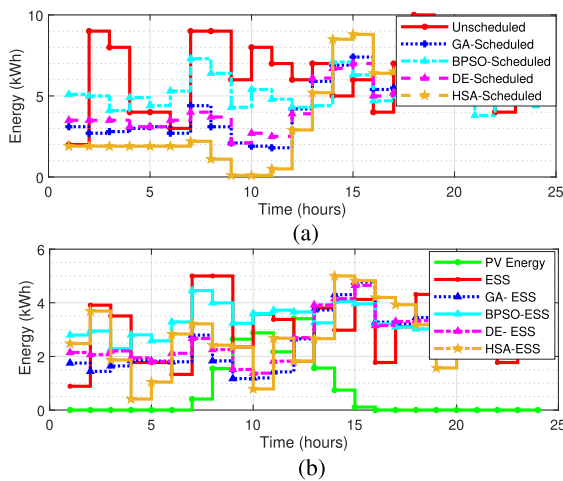 10
5
0
Energy (kWh)
0 5 10 15 20 25
Time (hours)
Unscheduled
GA-Scheduled
BPSO-Scheduled
DE-Scheduled
HSA-Scheduled
(a)
6
4
2
0
Energy (kWh)
0 5 10 15 20 25
Time (hours)
PV Energy
ESS
GA- ESS
BPSO-ESS
DE- ESS
HSA-ESS
(b)